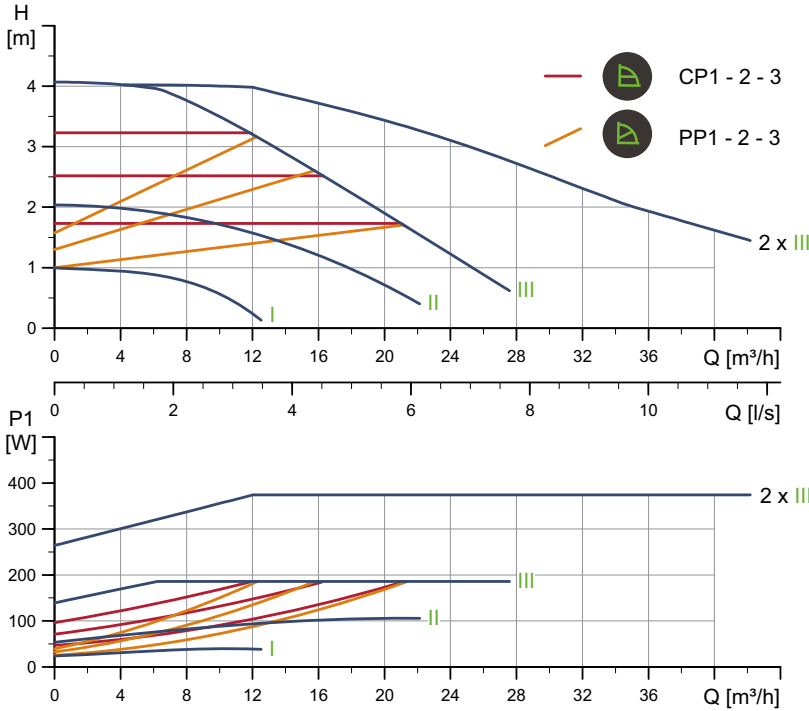 H
[m]
4
3
2
1
0
CP1 - 2 - 3
PP1 - 2 - 3
2 x III
III
II
I
0 4 8 12 16 20 24 28 32 36 Q [m³/h]
0 2 4 6 8 10 Q [l/s]
P1
[W]
400
300
200
100
0
2 x III
III
II
I
0 4 8 12 16 20 24 28 32 36 Q [m³/h]